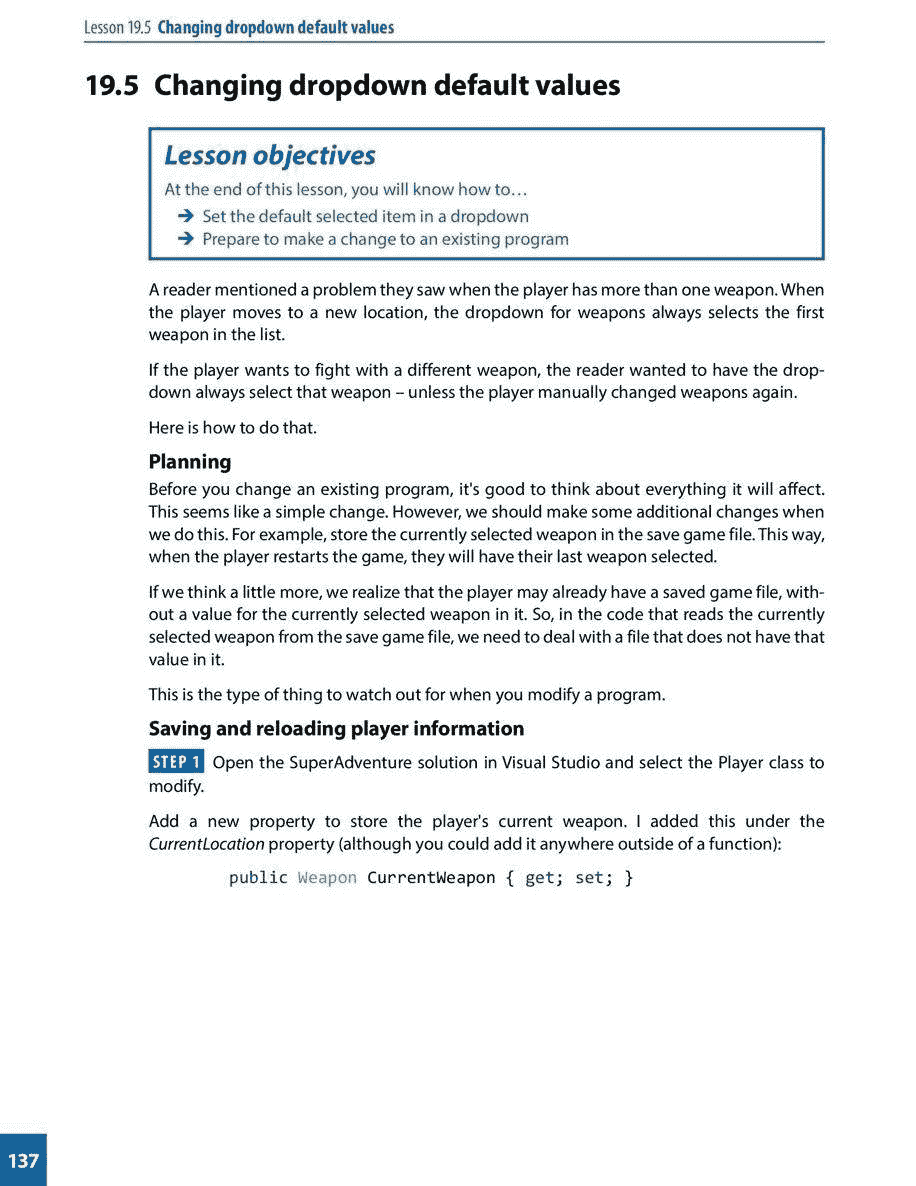 Lesson 19.5 Changing dropdown default values
19.5 Changing dropdown default values
Lesson objectives
At the end of this lesson, you will know how to…
➔ Set the default selected item in a dropdown
➔ Prepare to make a change to an existing program
A reader mentioned a problem they saw when the player has more than one weapon. When
the player moves to a new location, the dropdown for weapons always selects the first
weapon in the list.
If the player wants to fight with a different weapon, the reader wanted to have the drop-
down always select that weapon – unless the player manually changed weapons again.
Here is how to do that.
Planning
Before you change an existing program, it's good to think about everything it will affect.
This seems like a simple change. However, we should make some additional changes when
we do this. For example, store the currently selected weapon in the save game file. This way,
when the player restarts the game, they will have their last weapon selected.
If we think a little more, we realize that the player may already have a saved game file, with-
out a value for the currently selected weapon in it. So, in the code that reads the currently
selected weapon from the save game file, we need to deal with a file that does not have that
value in it.
This is the type of thing to watch out for when you modify a program.
Saving and reloading player information
STEP 1 Open the SuperAdventure solution in Visual Studio and select the Player class to
modify.
Add a new property to store the player's current weapon. I added this under the
CurrentLocation property (although you could add it anywhere outside of a function):
public Weapon CurrentWeapon { get; set; }
137